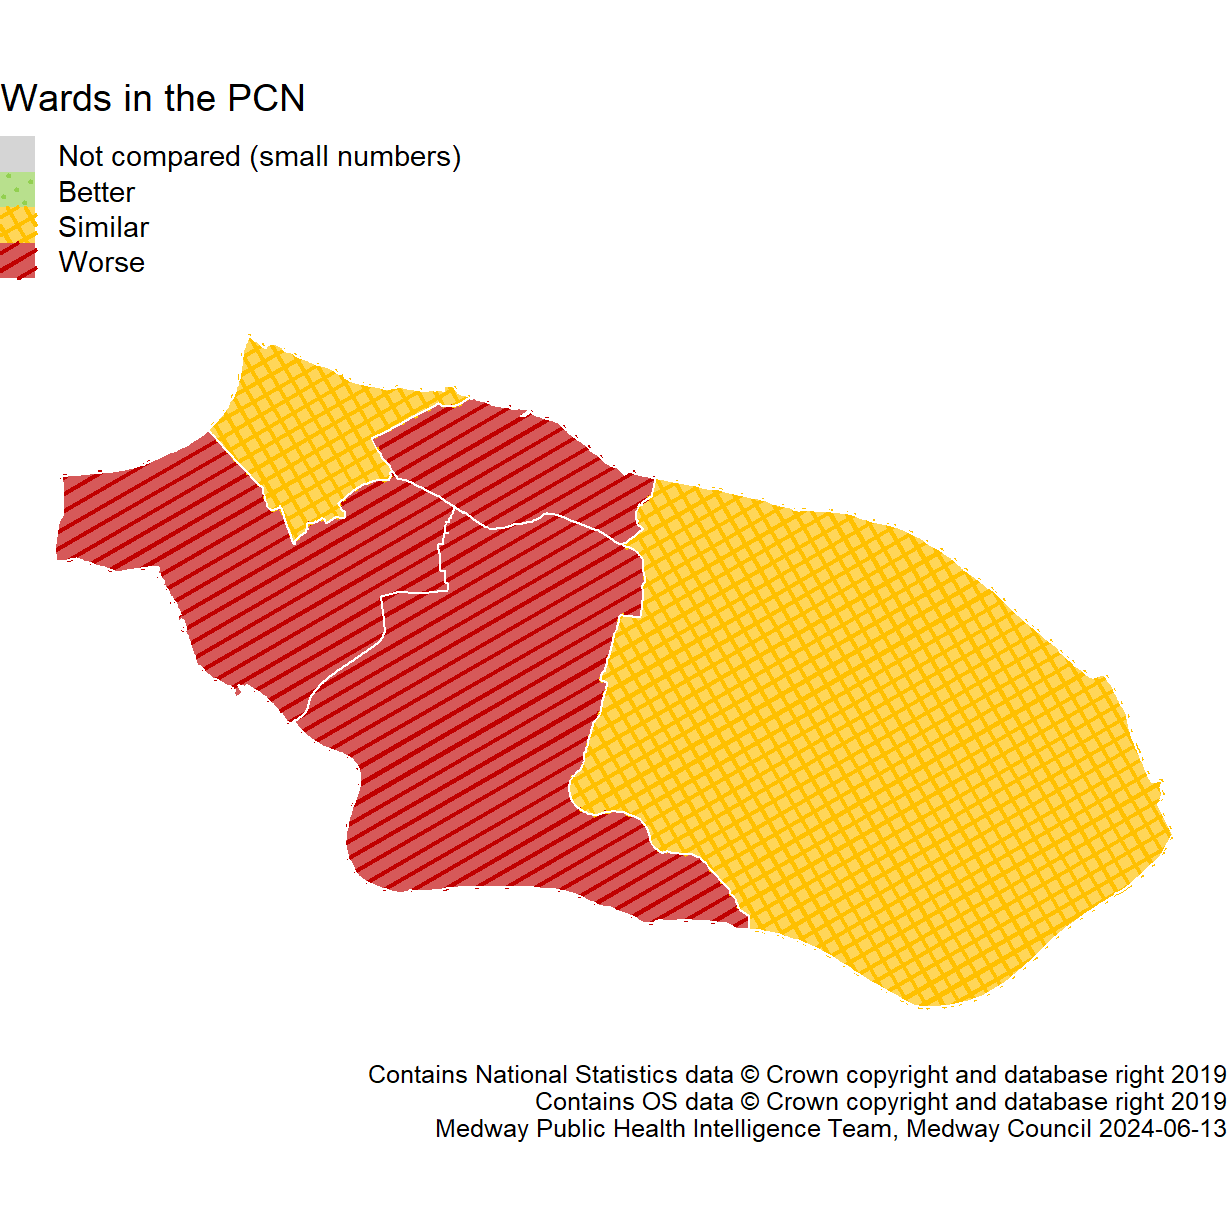 Wards in the PCN
Not compared (small numbers)
Better
Similar
Worse
Contains National Statistics data © Crown copyright and database right 2019
Contains OS data © Crown copyright and database right 2019
Medway Public Health Intelligence Team, Medway Council 2024-06-13